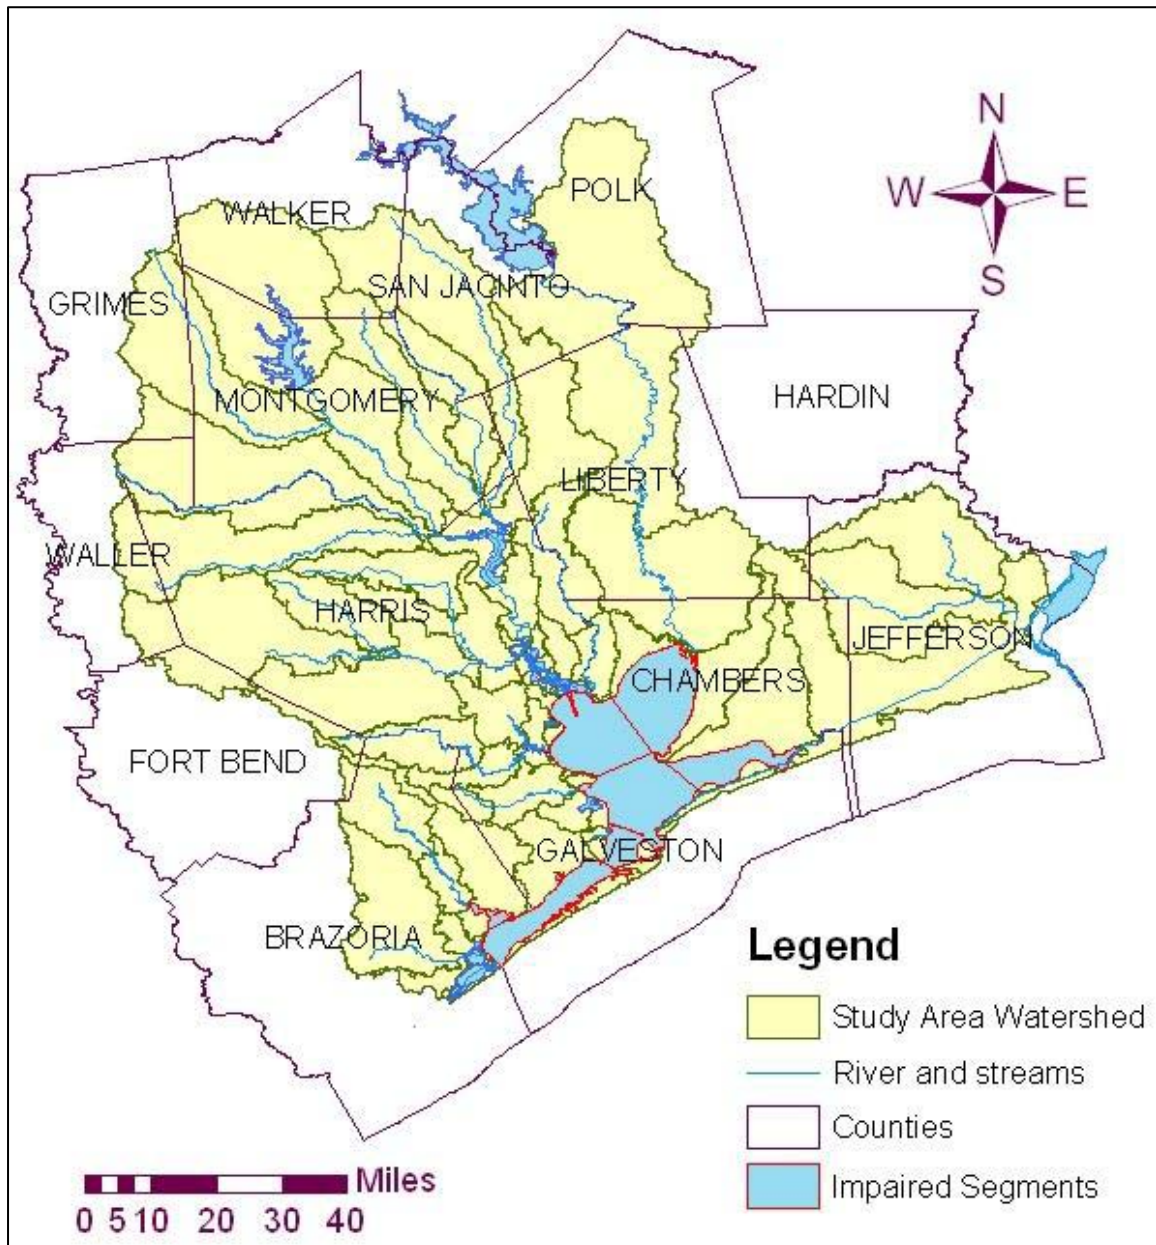 N
W E
S
POLK
WALKER
SAN JACINTO
GRIMES
MONTGOMERY
HARDIN
LIBERTY
WALLER
HARRIS
JEFFERSON
CHAMBERS
FORT BEND
GALVESTON
BRAZORIA
Legend
Study Area Watershed
River and streams
Counties
Impaired Segments
Miles
0 5 10 20 30 40